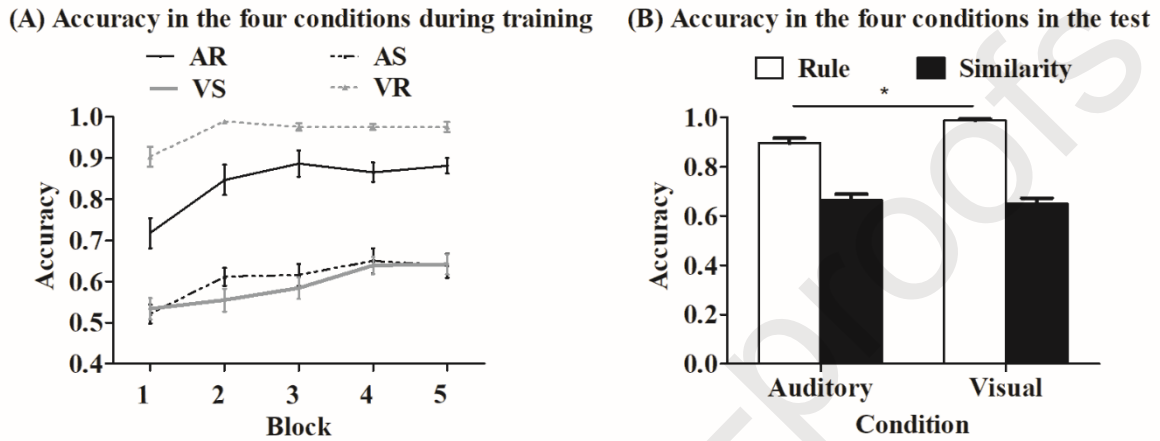 (A) Accuracy in the four conditions during training
AR
AS
VS
VR
1.0
0.9
0.8
0.7
0.6
0.5
0.4
Accuracy
1 2 3 4 5
Block
(B) Accuracy in the four conditions in the test
Rule
Similarity
*
1.0
0.8
0.6
0.4
0.2
0.0
Accuracy
Auditory Visual
Condition
proofs